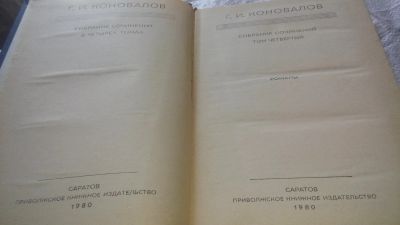 Г. И. КОНОВАЛОВ
СОБРАНИЕ СОЧИНЕНИЙ
В ЧЕТЫРЕХ ТОМАХ
САРАТОВ
ПРИВОЛЖСКОЕ КНИЖНОЕ ИЗДАТЕЛЬСТВО
1980
Г. И. КОНОВАЛОВ
СОБРАНИЕ СОЧИНЕНИЙ
ТОМ ЧЕТВЕРТЫЙ
РОМАНЫ
САРАТОВ
ПРИВОЛЖСКОЕ КНИЖНОЕ ИЗДАТЕЛЬСТВО
1980